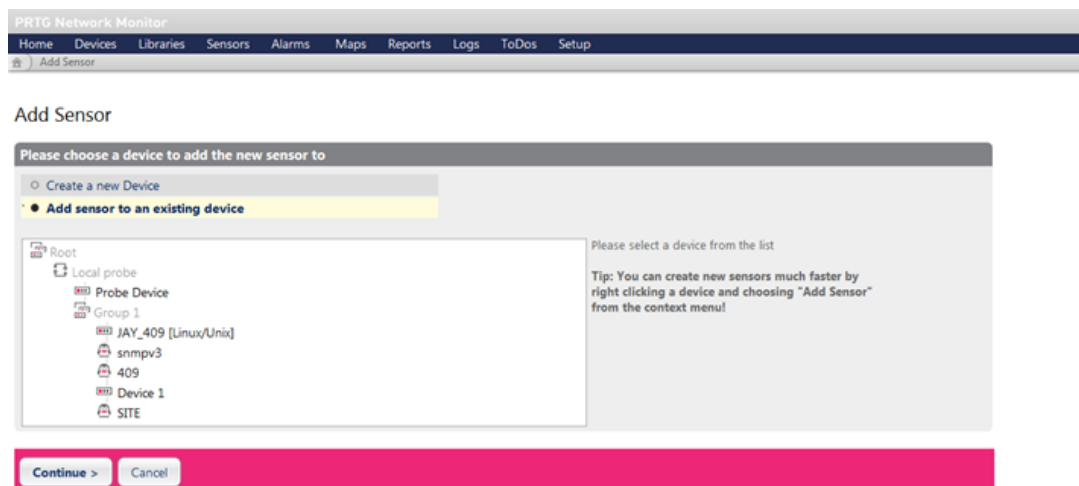 PRTG Network Monitor
Home Devices Libraries Sensors Alarms Maps Reports Logs ToDos Setup
Add Sensor
Add Sensor
Please choose a device to add the new sensor to
Create a new Device
Add sensor to an existing device
Root
Local probe
Probe Device
Group 1
JAY_409 [Linux/Unix]
snmpv3
409
Device 1
SITE
Please select a device from the list
Tip: You can create new sensors much faster by
right clicking a device and choosing "Add Sensor"
from the context menu!
Continue > Cancel